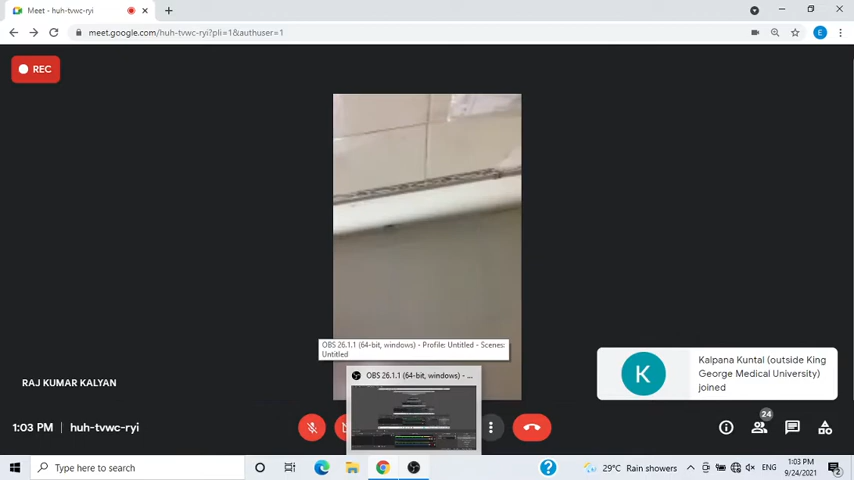 Meet - huh-tvwc-ryi
meet.google.com/huh-tvwc-ryi?pli=1&authuser=1
E
REC
OBS 26.1.1 (64-bit, windows) - Profile: Untitled - Scenes:
Untitled
OBS 26.1.1 (64-bit, windows) - ...
Kalpana Kuntal (outside King
George Medical University)
joined
K
RAJ KUMAR KALYAN
24
1:03 PM | huh-tvwc-ryi
Type here to search
29°C Rain showers
ENG
1:03 PM
9/24/2021
2